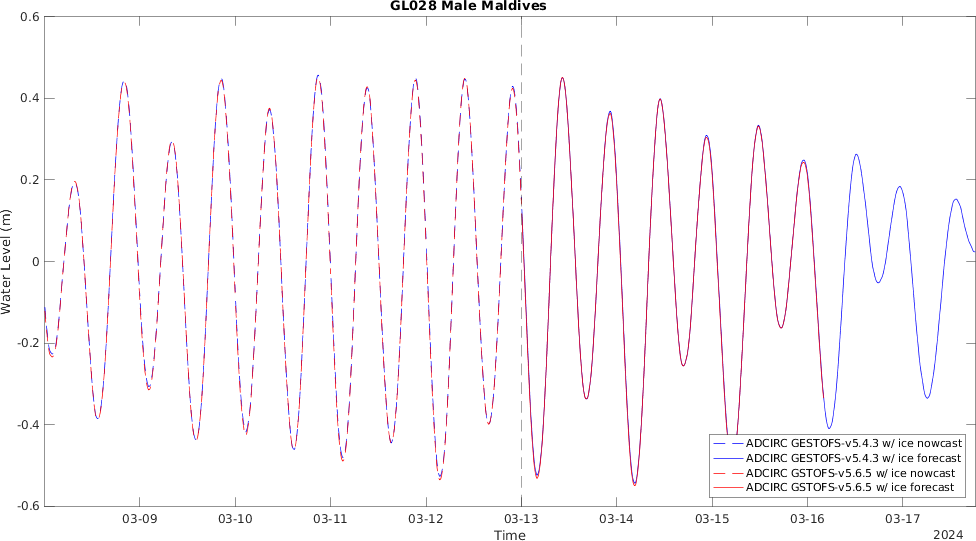 GL028 Male Maldives
0.6
0.4
0.2
0
-0.2
-0.4
-0.6
Water Level (m)
ADCIRC GESTOFS-v5.4.3 w/ ice nowcast
ADCIRC GESTOFS-v5.4.3 w/ ice forecast
ADCIRC GSTOFS-v5.6.5 w/ ice nowcast
ADCIRC GSTOFS-v5.6.5 w/ ice forecast
03-09 03-10 03-11 03-12 03-13 03-14 03-15 03-16 03-17
Time
2024